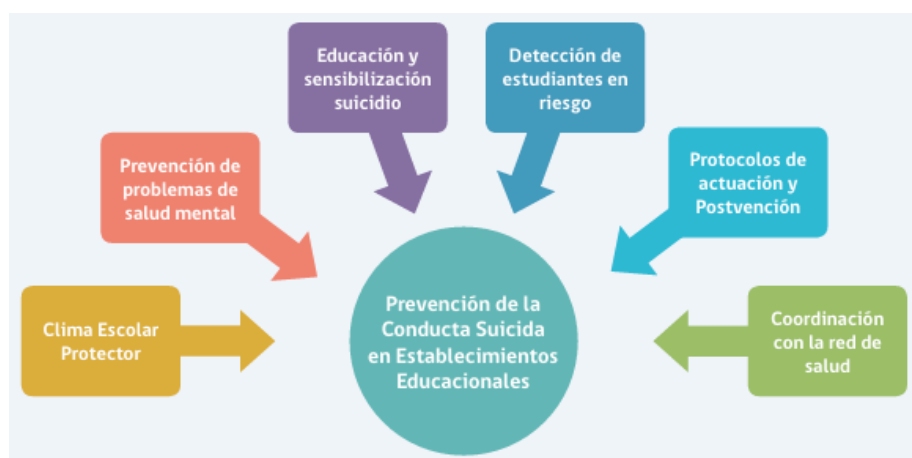 Educación y
sensibilización
suicidio
Detección de
estudiantes en
riesgo
Prevención de
problemas de
salud mental
Protocolos de
actuación y
Postvención
Clima Escolar
Protector
Prevención de la
Conducta Suicida
en Establecimientos
Educacionales
Coordinación
con la red de
salud